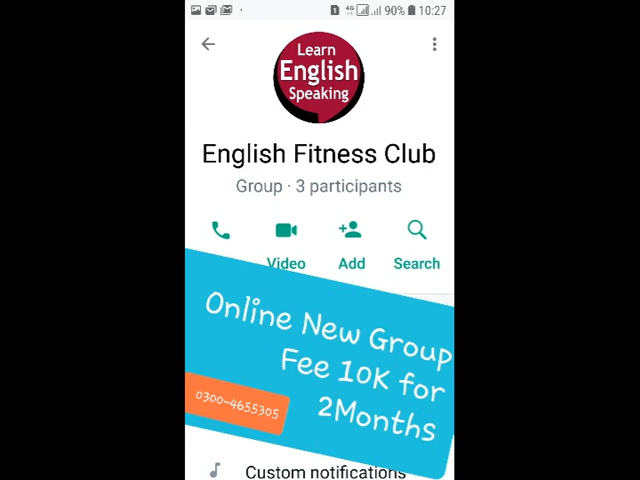 90% 10:27
Learn
English
Speaking
English Fitness Club
Group · 3 participants
Video Add Search
Online New Group
Fee 10K for
2Months
0300-4655305
Custom notifications